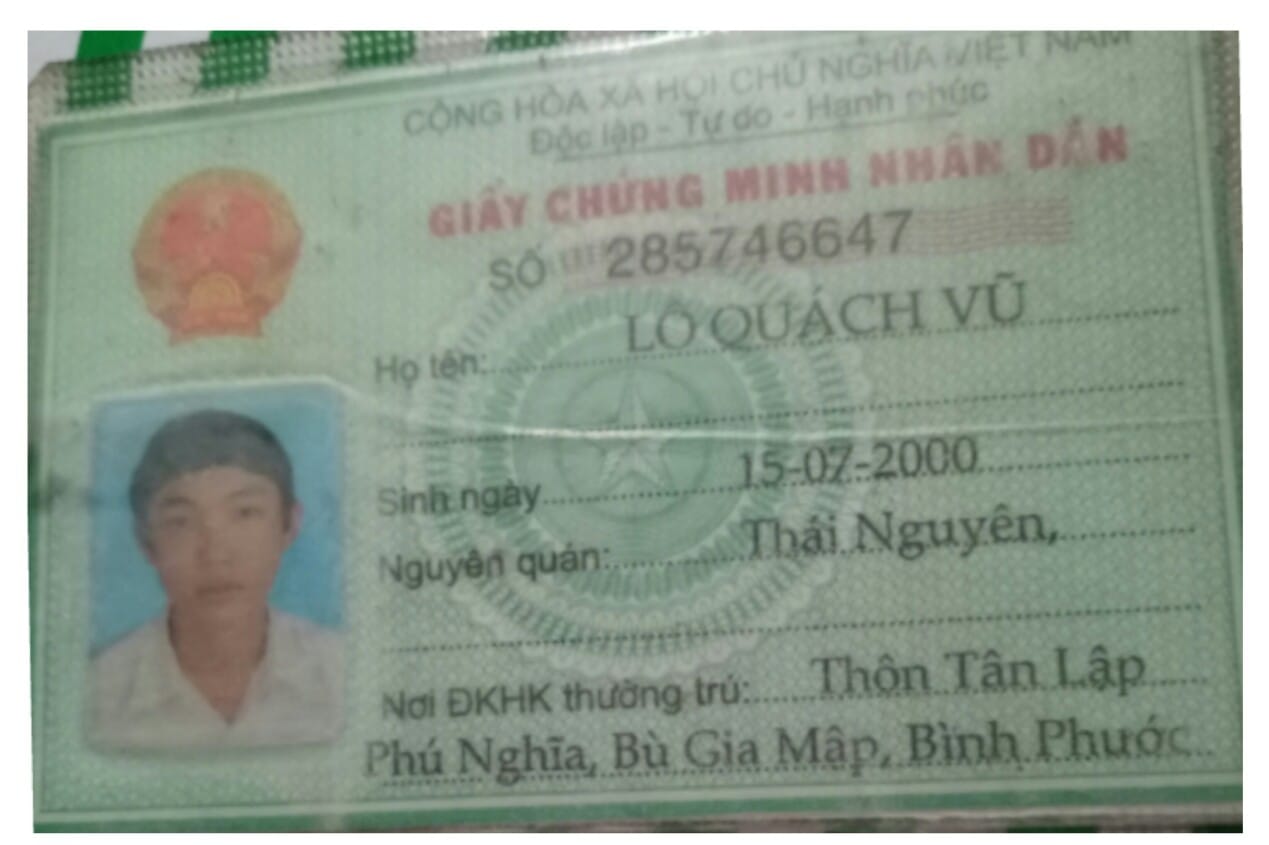 CỘNG HÒA XÃ HỘI CHỦ NGHĨA VIỆT NAM
Độc lập - Tự do - Hạnh phúc
GIẤY CHỨNG MINH NHÂN DÂN
SỐ 285746647
Họ tên: LÔ QUÁCH VŨ
Sinh ngày 15-07-2000
Nguyên quán: Thái Nguyên,
Nơi ĐKHK thường trú: Thôn Tân Lập
Phú Nghĩa, Bù Gia Mập, Bình Phước